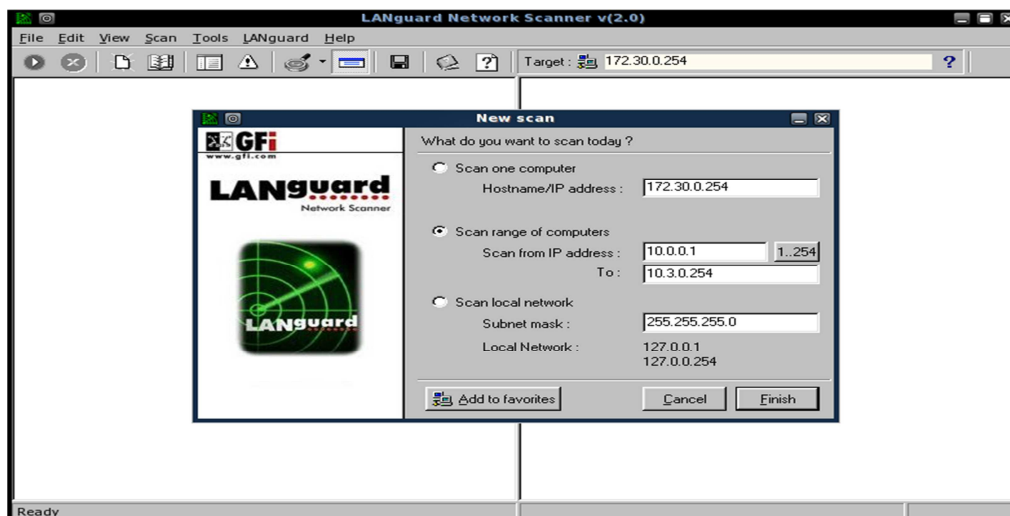 LANguard Network Scanner v(2.0)
File Edit View Scan Tools LANguard Help
Target : 172.30.0.254 ?
New scan
GFi
www.gfi.com
LANguard
Network Scanner
LANguard
What do you want to scan today ?
Scan one computer
Hostname/IP address : 172.30.0.254
Scan range of computers
Scan from IP address : 10.0.0.1 1..254
To : 10.3.0.254
Scan local network
Subnet mask : 255.255.255.0
Local Network : 127.0.0.1
127.0.0.254
Add to favorites Cancel Finish
Ready